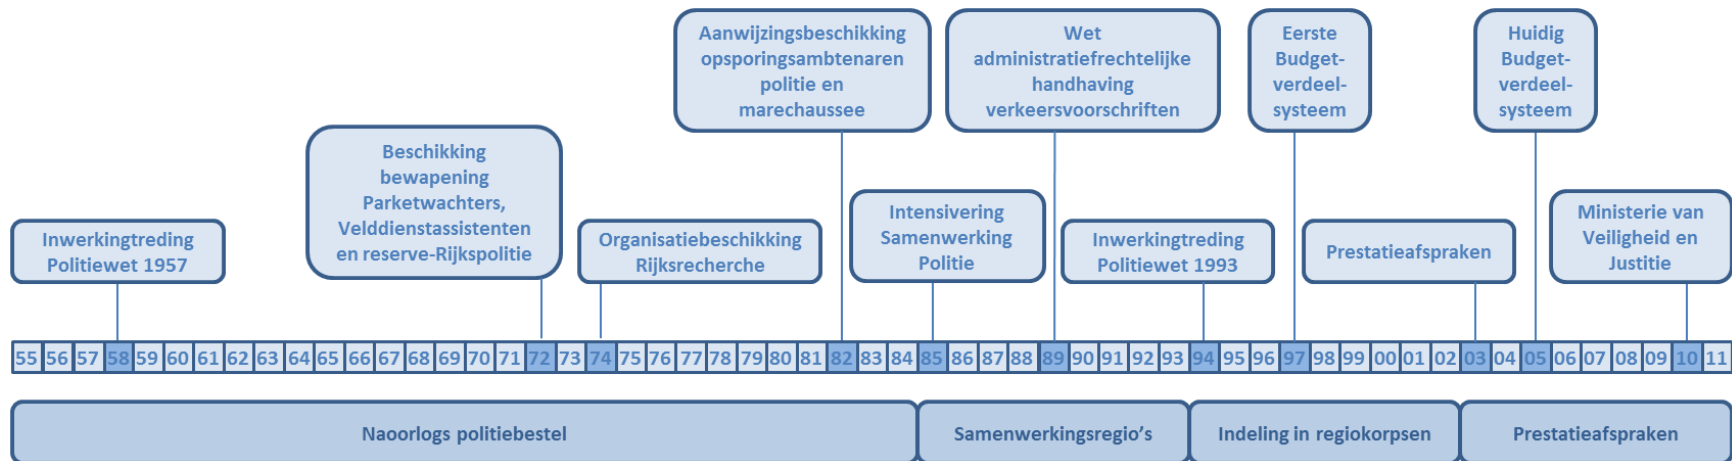 Aanwijzingsbeschikking
opsporingsambtenaren
politie en
marechaussee
Wet
administratiefrechtelijke
handhaving
verkeersvoorschriften
Eerste
Budget-
verdeel-
systeem
Huidig
Budget-
verdeel-
systeem
Beschikking
bewapening
Parketwachters,
Velddienstassistenten
en reserve-Rijkspolitie
Inwerkingtreding
Politiewet 1957
Organisatiebeschikking
Rijksrecherche
Intensivering
Samenwerking
Politie
Inwerkingtreding
Politiewet 1993
Prestatieafspraken
Ministerie van
Veiligheid en
Justitie
55 56 57 58 59 60 61 62 63 64 65 66 67 68 69 70 71 72 73 74 75 76 77 78 79 80 81 82 83 84 85 86 87 88 89 90 91 92 93 94 95 96 97 98 99 00 01 02 03 04 05 06 07 08 09 10 11
Naoorlogs politiebestel
Samenwerkingsregio's
Indeling in regiokorpsen
Prestatieafspraken